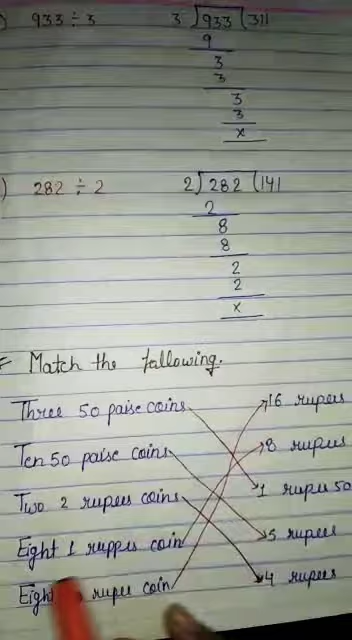 ) 933 ÷ 3 3) 933 (311
9
3
3
3
3
x
) 282 ÷ 2 2) 282 (141
2
8
8
2
2
x
Match the following.
Three 50 paise coins 16 rupees
Ten 50 paise coins 8 rupees
Two 2 rupees coins 1 rupee 50
Eight 1 ruppes coin 5 rupees
Eight rupee coin 4 rupees